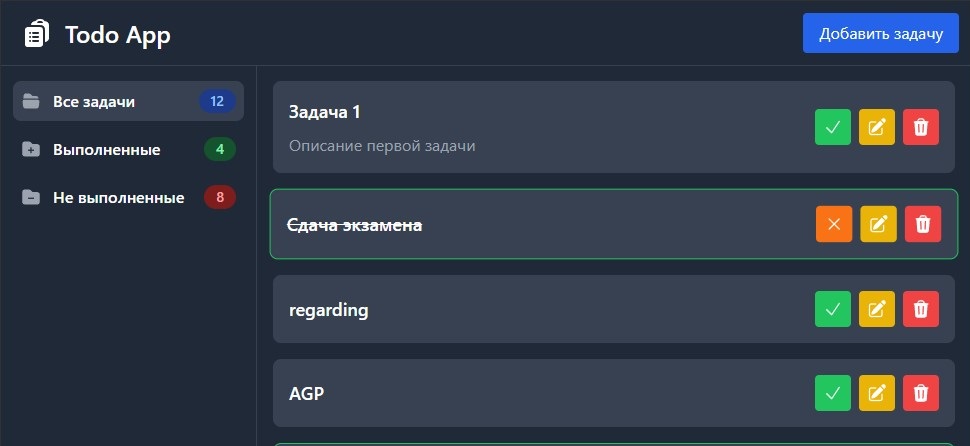 Todo App
Добавить задачу
Все задачи 12
Выполненные 4
Не выполненные 8
Задача 1
Описание первой задачи
Сдача экзамена
regarding
AGP